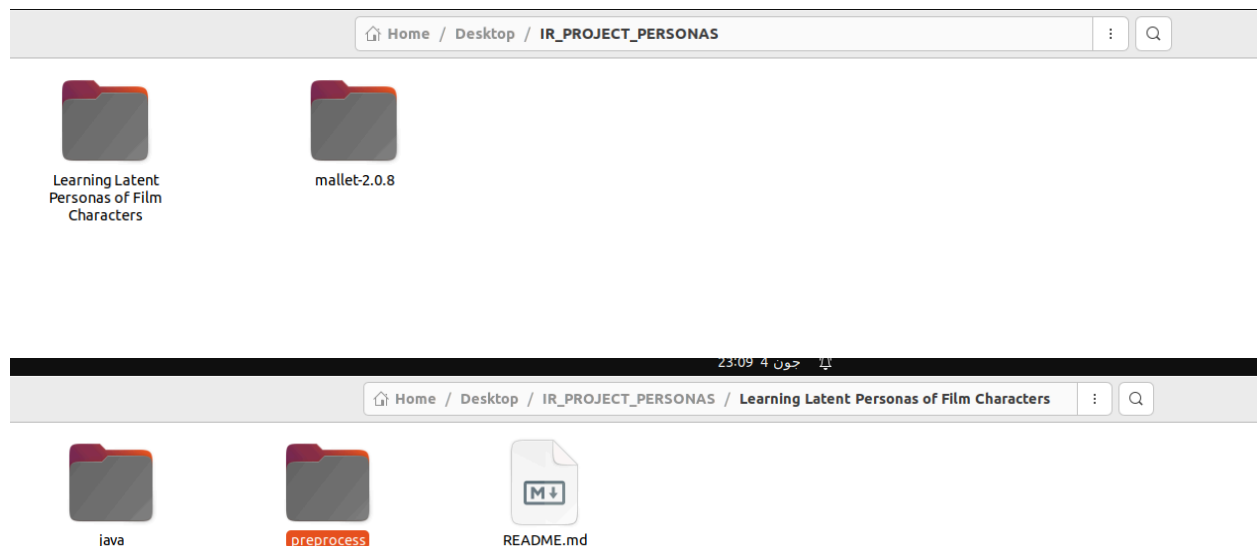 Home / Desktop / IR_PROJECT_PERSONAS
Learning Latent
Personas of Film
Characters
mallet-2.0.8
23:09 4 جون
Home / Desktop / IR_PROJECT_PERSONAS / Learning Latent Personas of Film Characters
M
java
preprocess
README.md